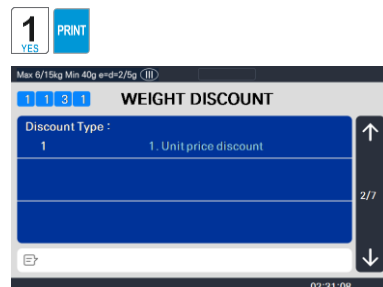 1
YES
PRINT
Max 6/15kg Min 40g e=d=2/5g (III)
1 1 3 1 WEIGHT DISCOUNT
Discount Type :
1 1. Unit price discount
2/7